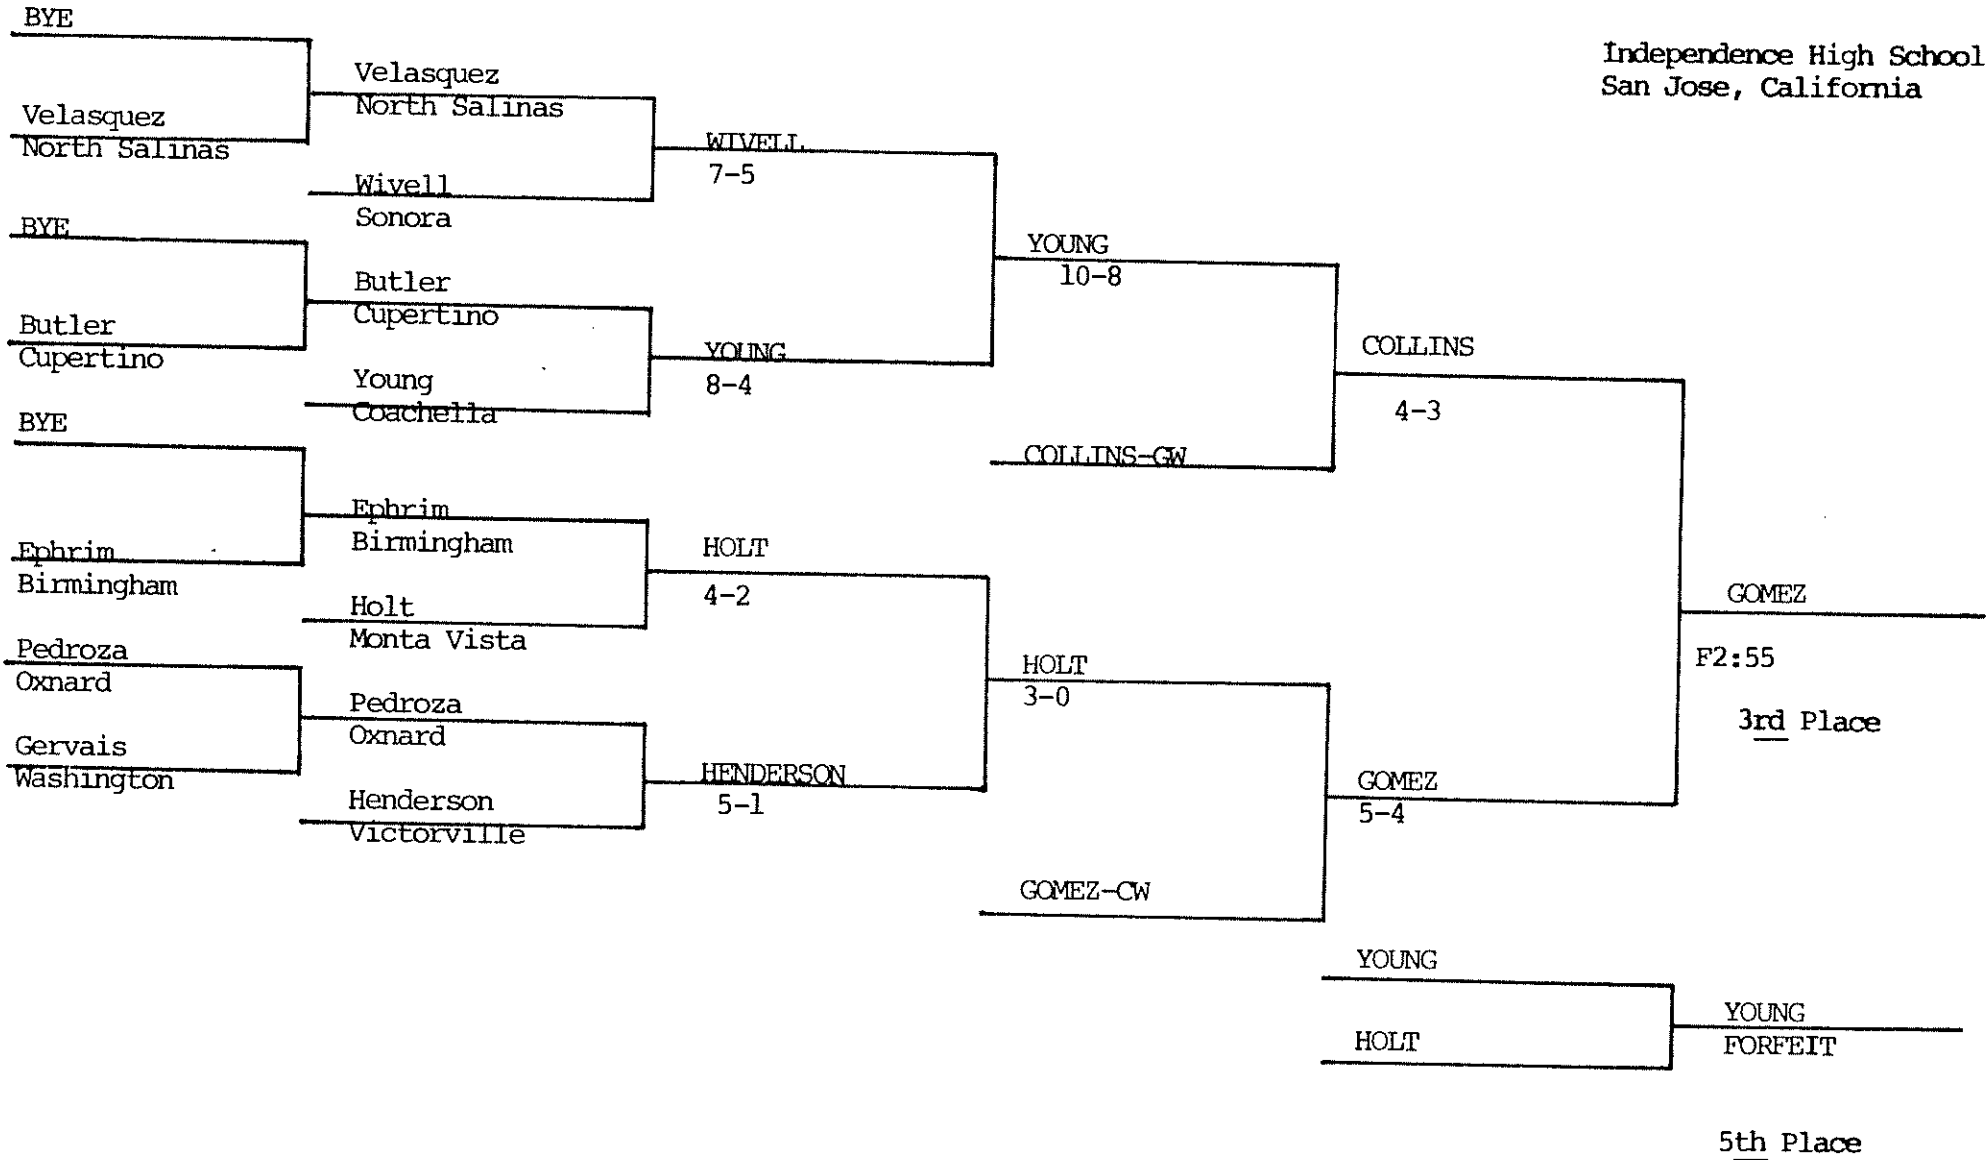 Independence High School
San Jose, California
BYE
Velasquez
North Salinas
BYE
Butler
Cupertino
BYE
Ephrim
Birmingham
Pedroza
Oxnard
Gervais
Washington
Velasquez
North Salinas
Wivell
Sonora
Butler
Cupertino
Young
Coachella
Ephrim
Birmingham
Holt
Monta Vista
Pedroza
Oxnard
Henderson
Victorville
WIVELL
7-5
YOUNG
8-4
HOLT
4-2
HENDERSON
5-1
YOUNG
10-8
COLLINS-GW
HOLT
3-0
GOMEZ-CW
COLLINS
4-3
GOMEZ
5-4
GOMEZ
F2:55
3rd Place
YOUNG
HOLT
YOUNG
FORFEIT
5th Place